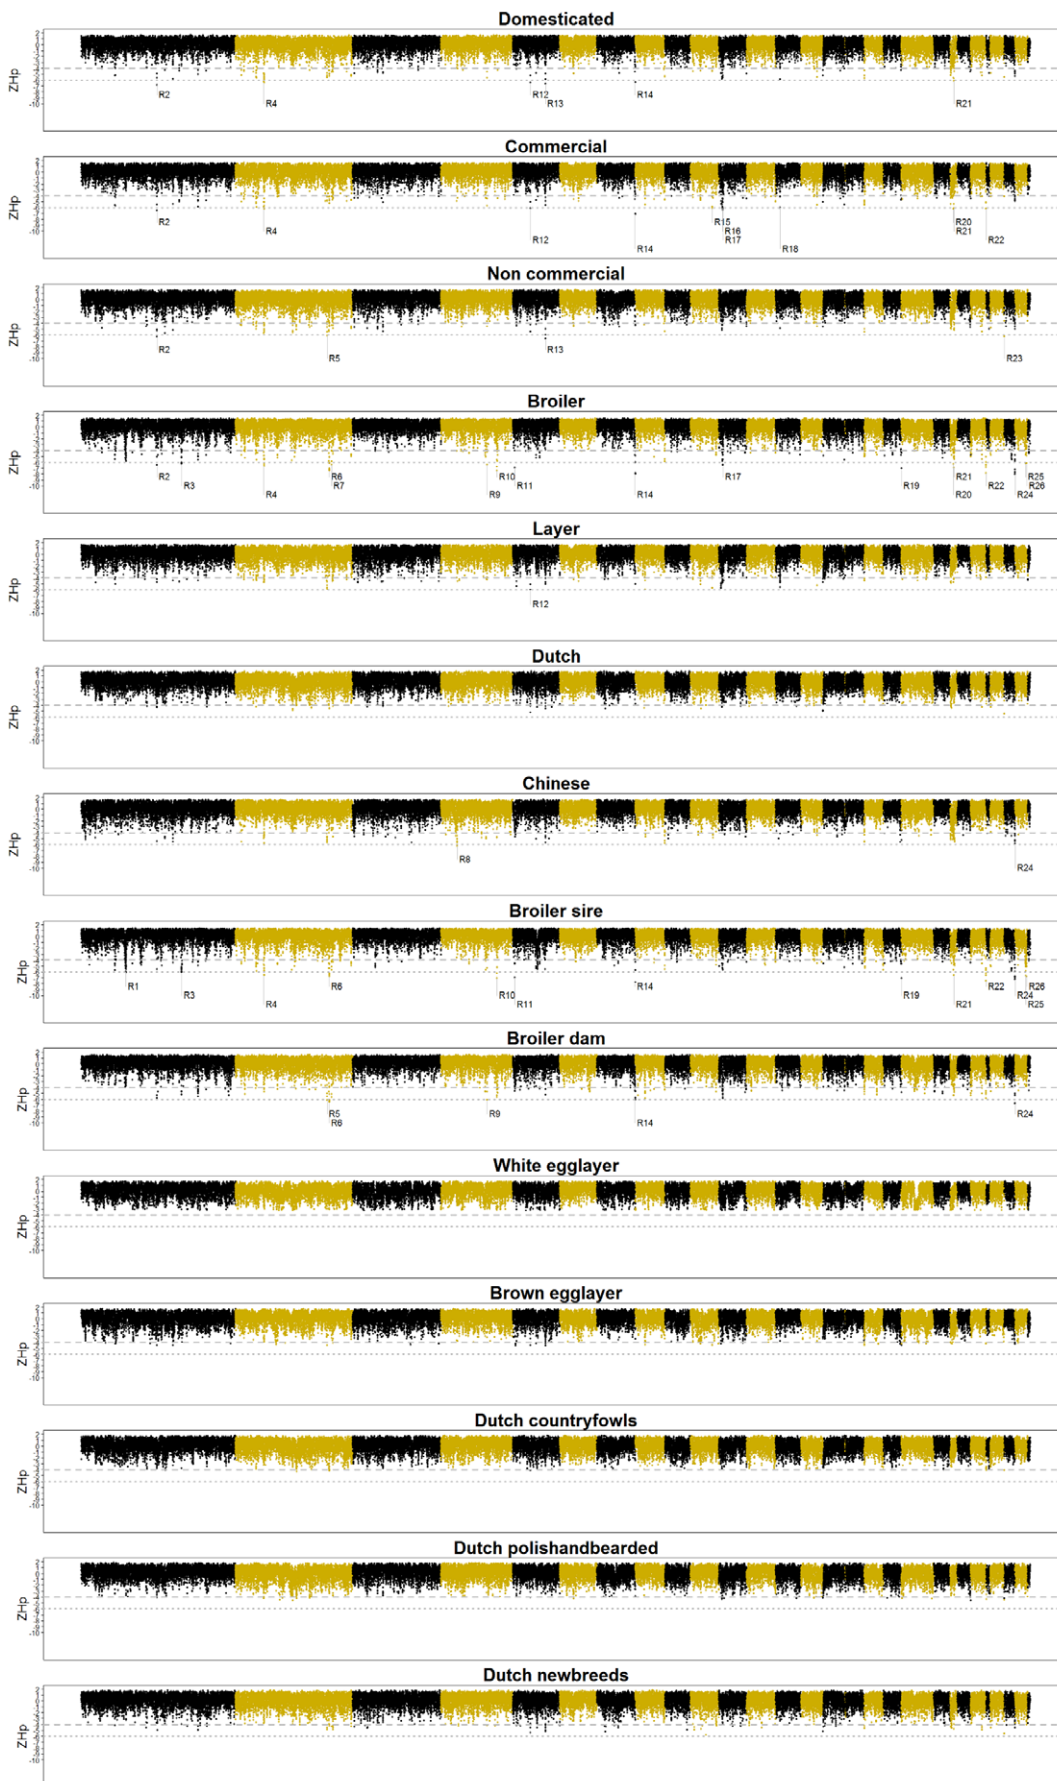 Domesticated
ZHp
R2 R4 R12 R13 R14 R21
Commercial
ZHp
R2 R4 R12 R14 R15 R16 R17 R18 R20 R21 R22
Non commercial
ZHp
R2 R5 R13 R23
Broiler
ZHp
R2 R3 R4 R6 R7 R9 R10 R11 R14 R17 R19 R21 R20 R22 R24 R25 R26
Layer
ZHp
R12
Dutch
ZHp
Chinese
ZHp
R8 R24
Broiler sire
ZHp
R1 R3 R4 R6 R10 R11 R14 R19 R21 R22 R24 R26 R25
Broiler dam
ZHp
R5 R6 R9 R14 R24
White egglayer
ZHp
Brown egglayer
ZHp
Dutch countryfowls
ZHp
Dutch polishandbearded
ZHp
Dutch newbreeds
ZHp